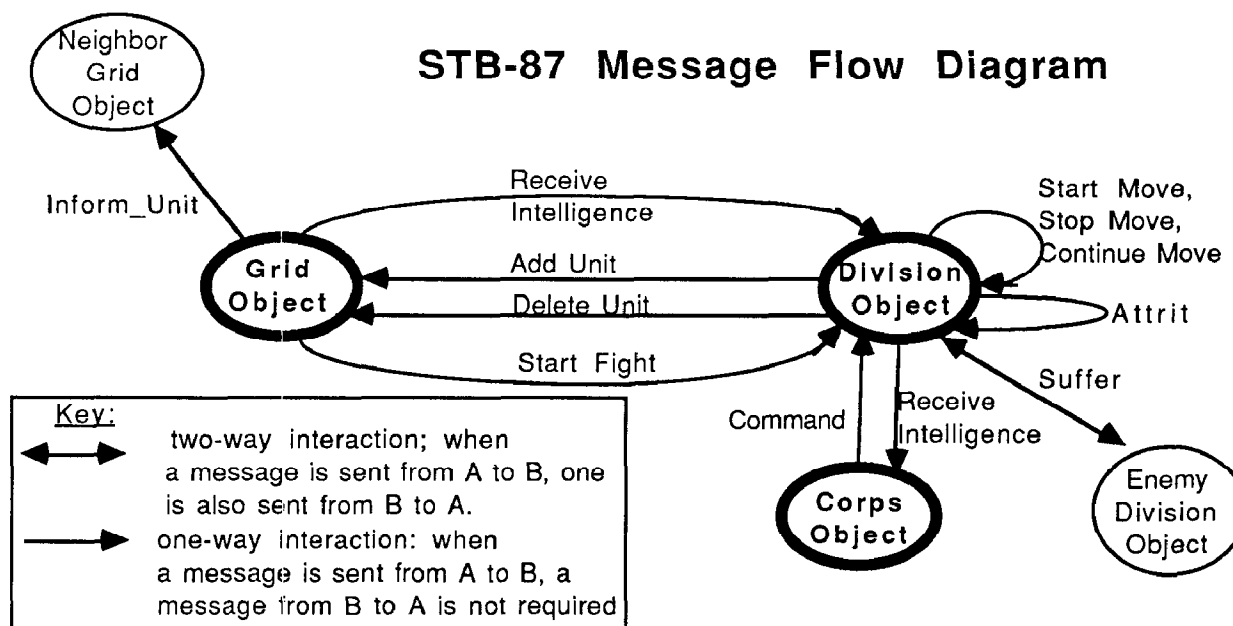 STB-87 Message Flow Diagram
Neighbor
Grid
Object
Inform_Unit
Receive
Intelligence
Start Move,
Stop Move,
Continue Move
Grid
Object
Add Unit
Delete Unit
Division
Object
Attrit
Start Fight
Suffer
Command
Receive
Intelligence
Corps
Object
Enemy
Division
Object
Key:
two-way interaction; when
a message is sent from A to B, one
is also sent from B to A.
one-way interaction: when
a message is sent from A to B, a
message from B to A is not required